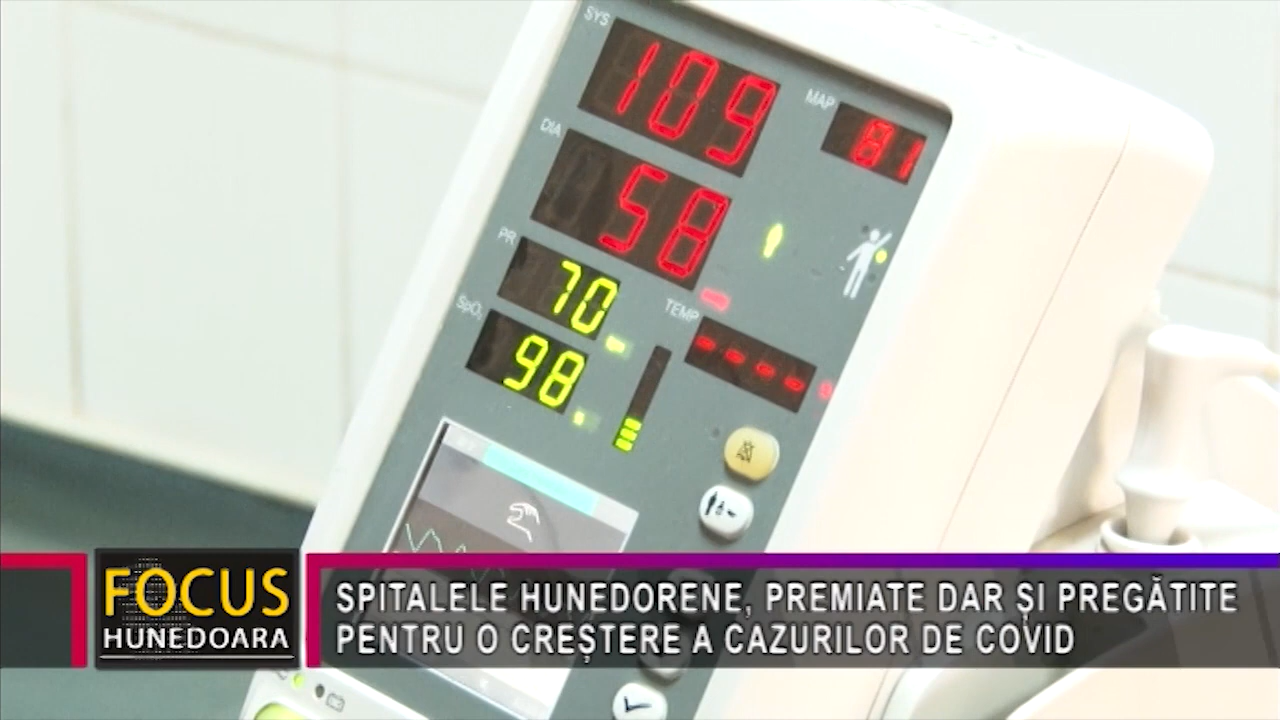 SYS
109
MAP
81
DIA
58
PR
70
TEMP
SpO₂
98
FOCUS
HUNEDOARA
SPITALELE HUNEDORENE, PREMIATE DAR ȘI PREGĂTITE
PENTRU O CREȘTERE A CAZURILOR DE COVID